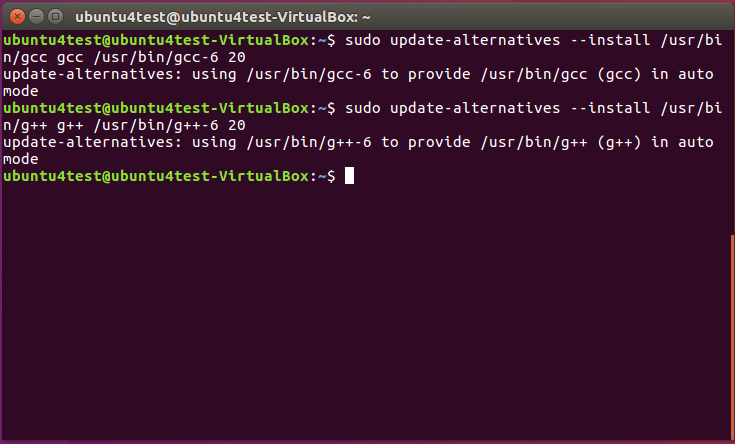 ubuntu4test@ubuntu4test-VirtualBox: ~
ubuntu4test@ubuntu4test-VirtualBox:~$ sudo update-alternatives --install /usr/bi
n/gcc gcc /usr/bin/gcc-6 20
update-alternatives: using /usr/bin/gcc-6 to provide /usr/bin/gcc (gcc) in auto
mode
ubuntu4test@ubuntu4test-VirtualBox:~$ sudo update-alternatives --install /usr/bi
n/g++ g++ /usr/bin/g++-6 20
update-alternatives: using /usr/bin/g++-6 to provide /usr/bin/g++ (g++) in auto
mode
ubuntu4test@ubuntu4test-VirtualBox:~$